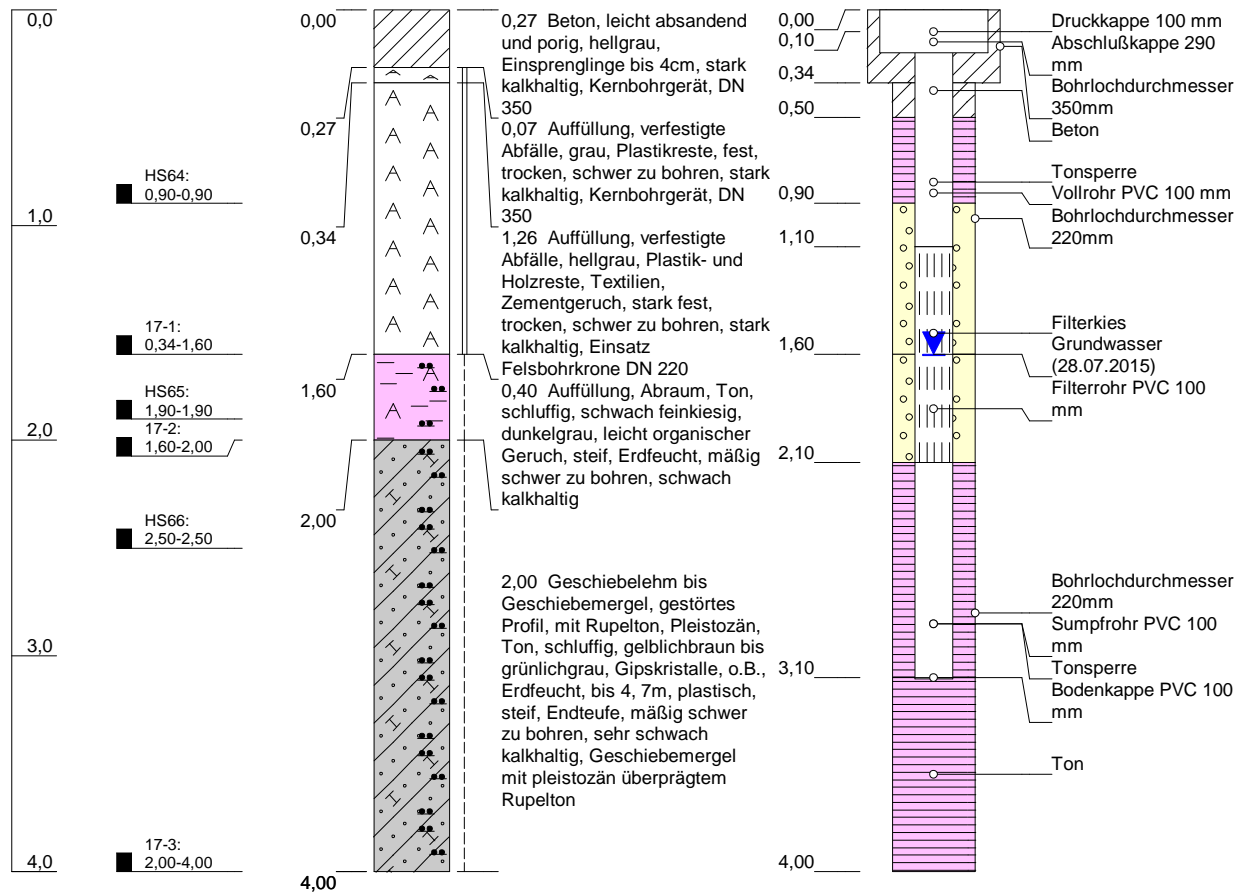 0,0
1,0
2,0
3,0
4,0
HS64:
0,90-0,90
17-1:
0,34-1,60
HS65:
1,90-1,90
17-2:
1,60-2,00
HS66:
2,50-2,50
17-3:
2,00-4,00
0,00
0,27
0,34
1,60
2,00
4,00
0,27 Beton, leicht absandend
und porig, hellgrau,
Einsprenglinge bis 4cm, stark
kalkhaltig, Kernbohrgerät, DN
350
0,07 Auffüllung, verfestigte
Abfälle, grau, Plastikreste, fest,
trocken, schwer zu bohren, stark
kalkhaltig, Kernbohrgerät, DN
350
1,26 Auffüllung, verfestigte
Abfälle, hellgrau, Plastik- und
Holzreste, Textilien,
Zementgeruch, stark fest,
trocken, schwer zu bohren, stark
kalkhaltig, Einsatz
Felsbohrkrone DN 220
0,40 Auffüllung, Abraum, Ton,
schluffig, schwach feinkiesig,
dunkelgrau, leicht organischer
Geruch, steif, Erdfeucht, mäßig
schwer zu bohren, schwach
kalkhaltig
2,00 Geschiebelehm bis
Geschiebemergel, gestörtes
Profil, mit Rupelton, Pleistozän,
Ton, schluffig, gelblichbraun bis
grünlichgrau, Gipskristalle, o.B.,
Erdfeucht, bis 4, 7m, plastisch,
steif, Endteufe, mäßig schwer
zu bohren, sehr schwach
kalkhaltig, Geschiebemergel
mit pleistozän überprägtem
Rupelton
0,00
0,10
0,34
0,50
0,90
1,10
1,60
2,10
3,10
4,00
Druckkappe 100 mm
Abschlußkappe 290
mm
Bohrlochdurchmesser
350mm
Beton
Tonsperre
Vollrohr PVC 100 mm
Bohrlochdurchmesser
220mm
Filterkies
Grundwasser
(28.07.2015)
Filterrohr PVC 100
mm
Bohrlochdurchmesser
220mm
Sumpfrohr PVC 100
mm
Tonsperre
Bodenkappe PVC 100
mm
Ton